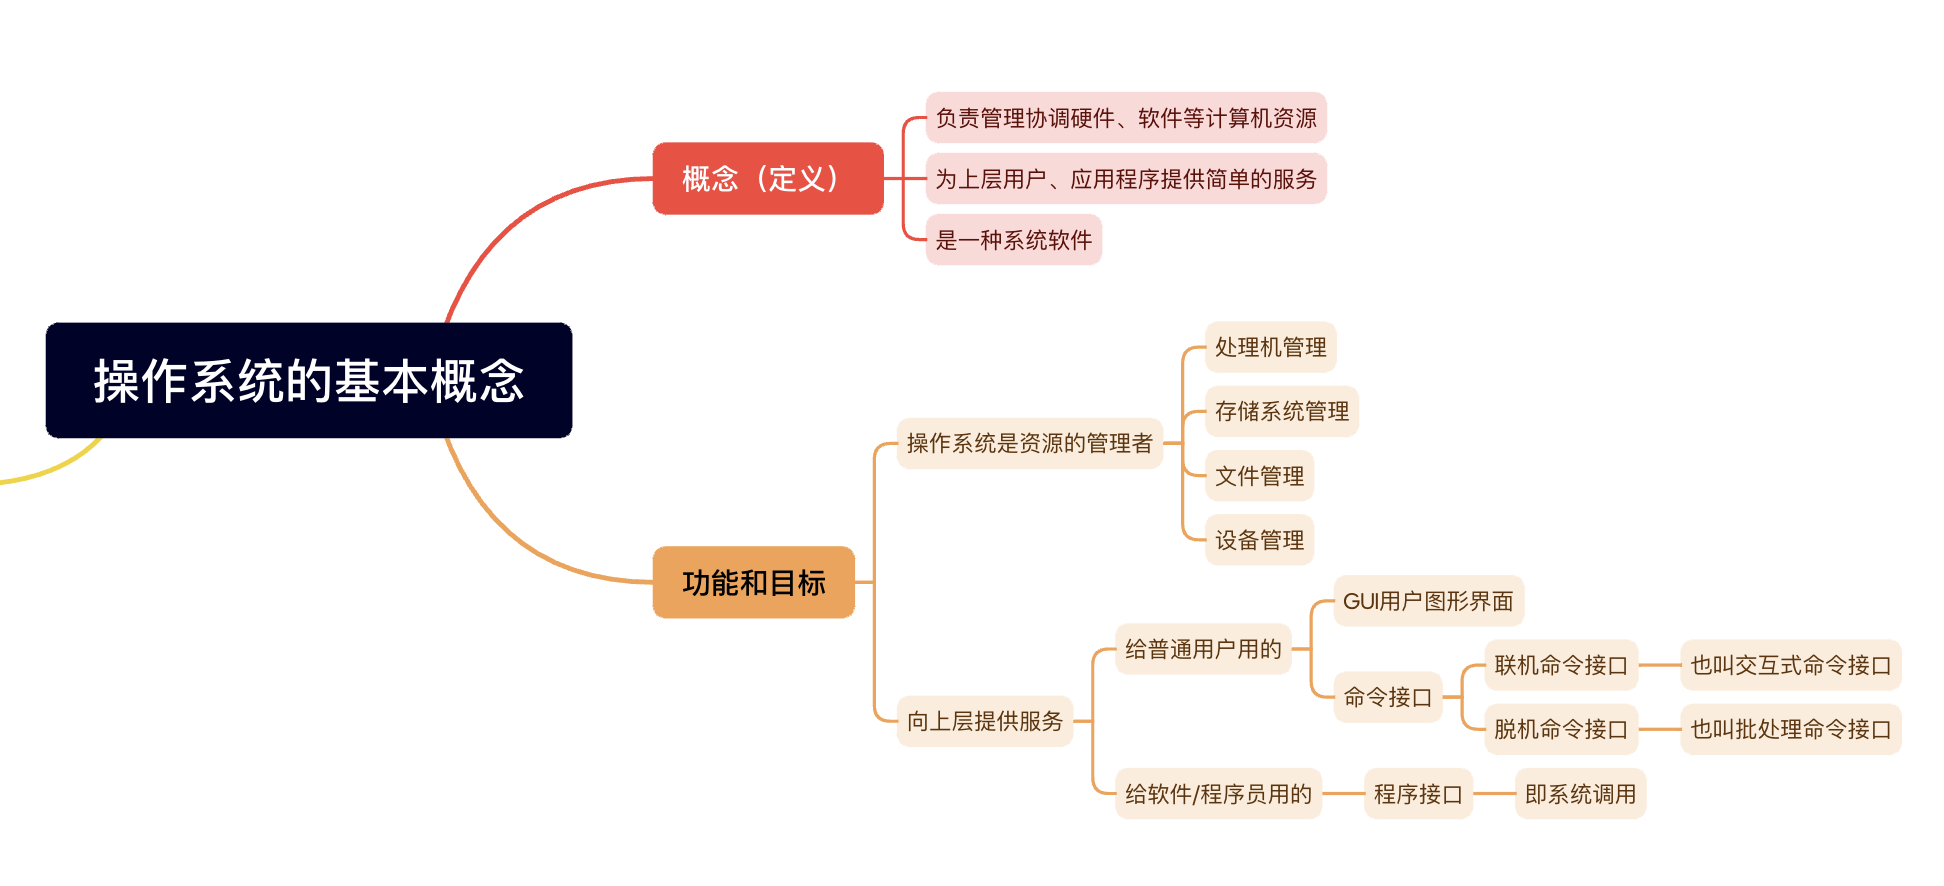 操作系统的基本概念
概念（定义）
负责管理协调硬件、软件等计算机资源
为上层用户、应用程序提供简单的服务
是一种系统软件
功能和目标
操作系统是资源的管理者
处理机管理
存储系统管理
文件管理
设备管理
向上层提供服务
给普通用户用的
GUI用户图形界面
命令接口
联机命令接口
也叫交互式命令接口
脱机命令接口
也叫批处理命令接口
给软件/程序员用的
程序接口
即系统调用